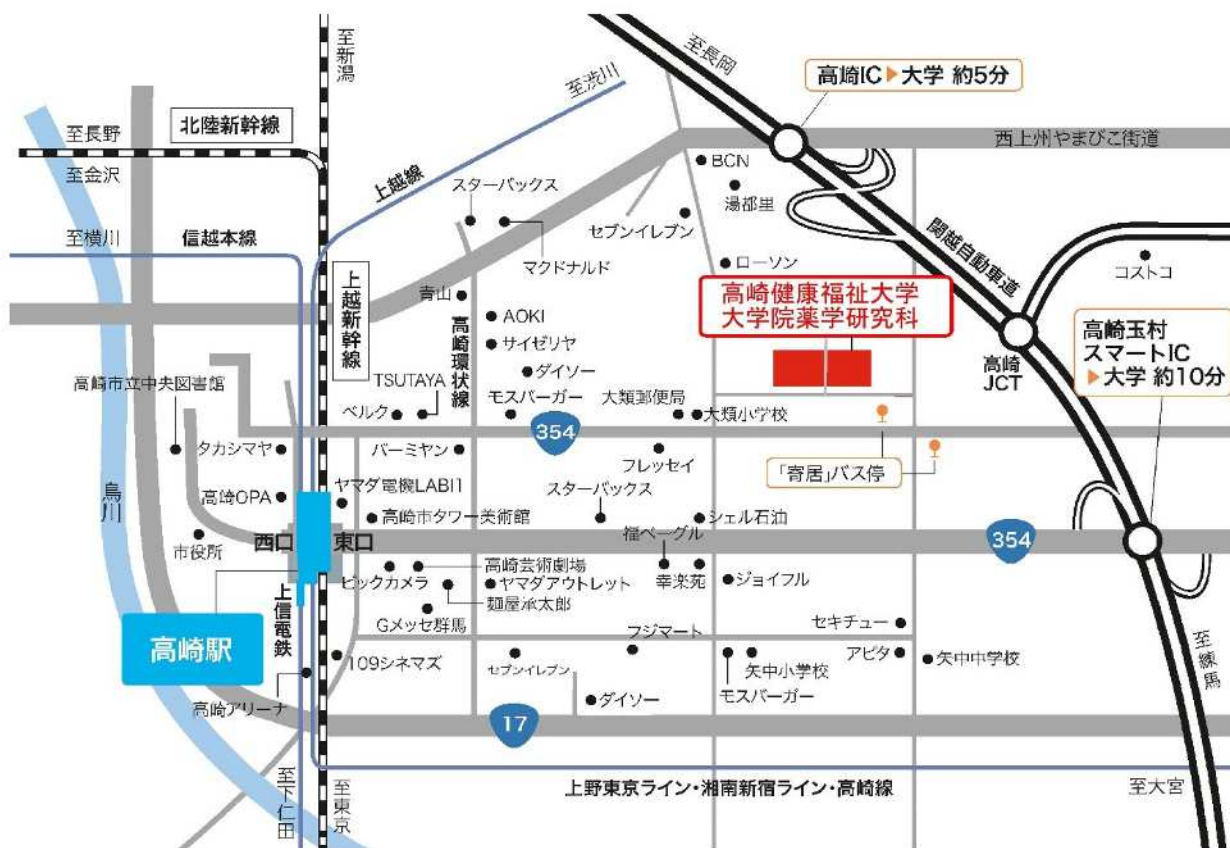 至新潟
至長岡
高崎IC▶大学 約5分
至渋川
北陸新幹線
至長野
至金沢
西上州やまびこ街道
BCN
湯都里
上越線
スターバックス
マクドナルド
セブンイレブン
至横川
信越本線
ローソン
関越自動車道
コストコ
上越新幹線
青山
高崎環状線
AOKI
サイゼリヤ
ダイソー
高崎健康福祉大学
大学院薬学研究科
高崎
JCT
高崎玉村
スマートIC
▶大学 約10分
高崎市立中央図書館
TSUTAYA
ベルク
モスバーガー
大類郵便局
大類小学校
354
タカシマヤ
バーミヤン
フレッセイ
「寄居」バス停
烏川
高崎OPA
ヤマダ電機LABI1
スターバックス
高崎市タワー美術館
シェル石油
市役所
西口
東口
福ベーグル
354
高崎芸術劇場
ビックカメラ
ヤマダアウトレット
幸楽苑
ジョイフル
上信電鉄
麺屋承太郎
Gメッセ群馬
セキチュー
高崎駅
フジマート
109シネマズ
セブンイレブン
矢中小学校
アピタ
矢中中学校
モスバーガー
至練馬
高崎アリーナ
ダイソー
17
至下仁田
至東京
上野東京ライン・湘南新宿ライン・高崎線
至大宮